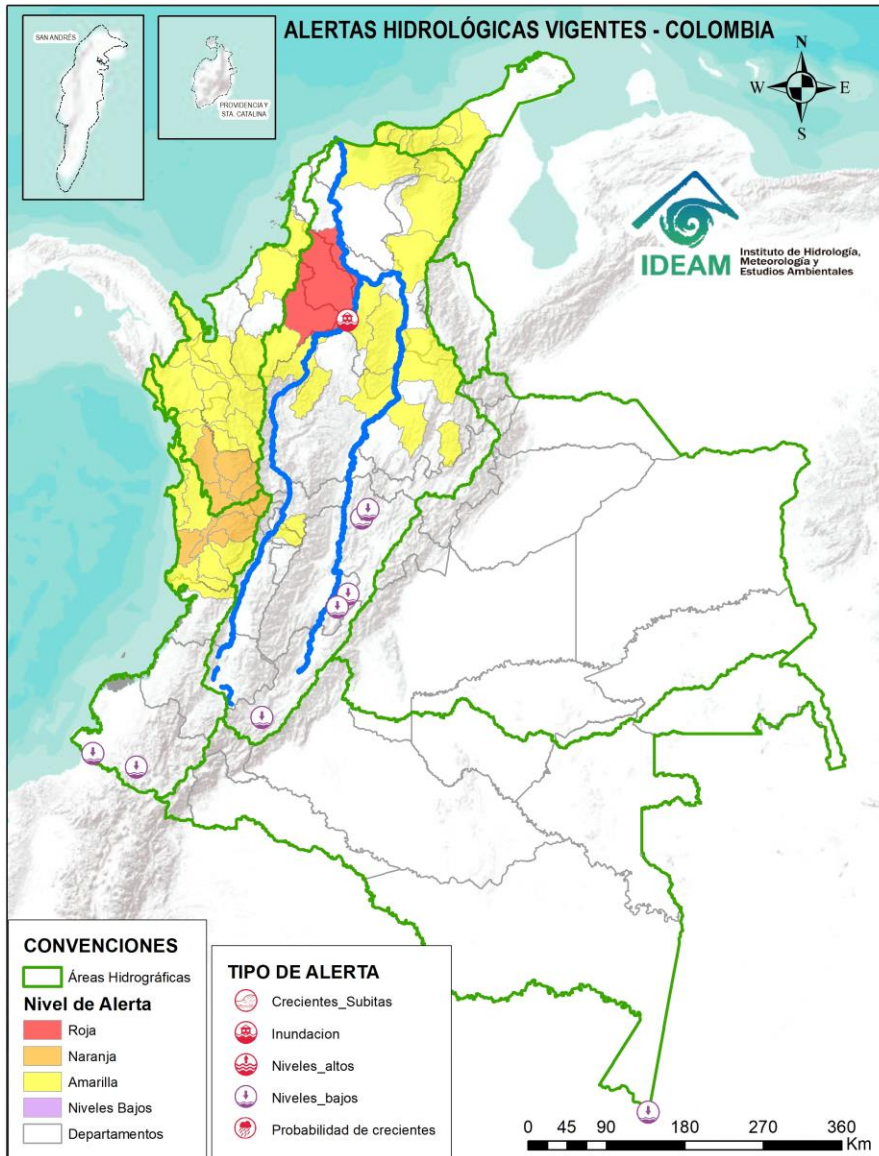 SAN ANDRÉS
PROVIDENCIA Y
STA. CATALINA
ALERTAS HIDROLÓGICAS VIGENTES - COLOMBIA
N
W
E
S
IDEAM
Instituto de Hidrología,
Meteorología y
Estudios Ambientales
CONVENCIONES
Áreas Hidrográficas
Nivel de Alerta
Roja
Naranja
Amarilla
Niveles Bajos
Departamentos
TIPO DE ALERTA
Crecientes_Subitas
Inundacion
Niveles_altos
Niveles_bajos
Probabilidad de crecientes
0 45 90 180 270 360
Km